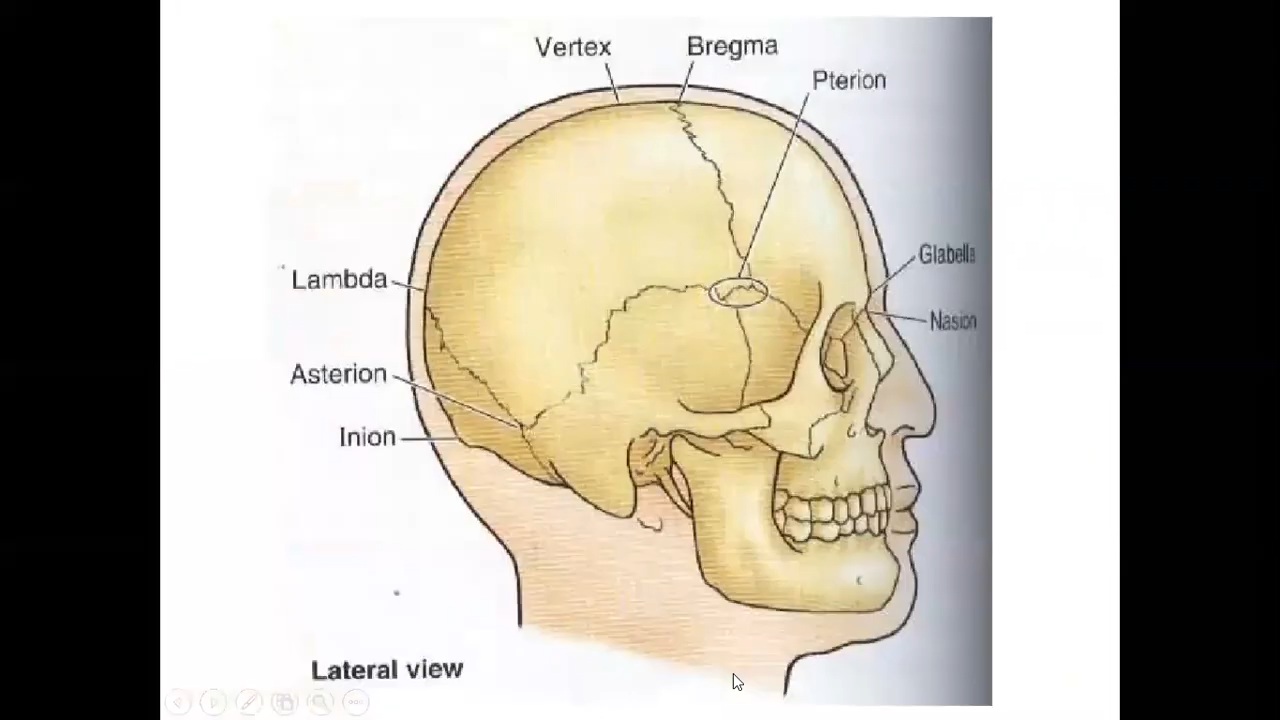 Vertex
Bregma
Pterion
Glabella
Lambda
Nasion
Asterion
Inion
Lateral view